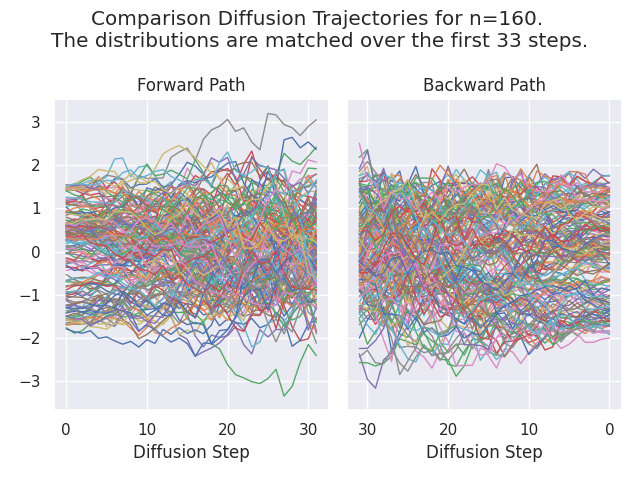 Comparison Diffusion Trajectories for n=160.
The distributions are matched over the first 33 steps.
Forward Path
Backward Path
3
2
1
0
−1
−2
−3
0 10 20 30
30 20 10 0
Diffusion Step
Diffusion Step